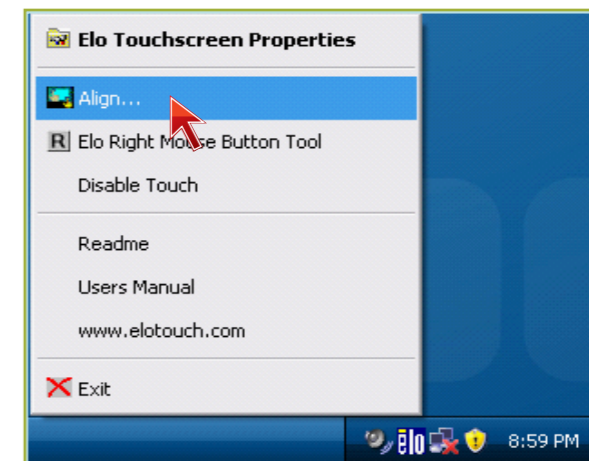 Elo Touchscreen Properties
Align...
R Elo Right Mouse Button Tool
Disable Touch
Readme
Users Manual
www.elotouch.com
Exit
elo 8:59 PM